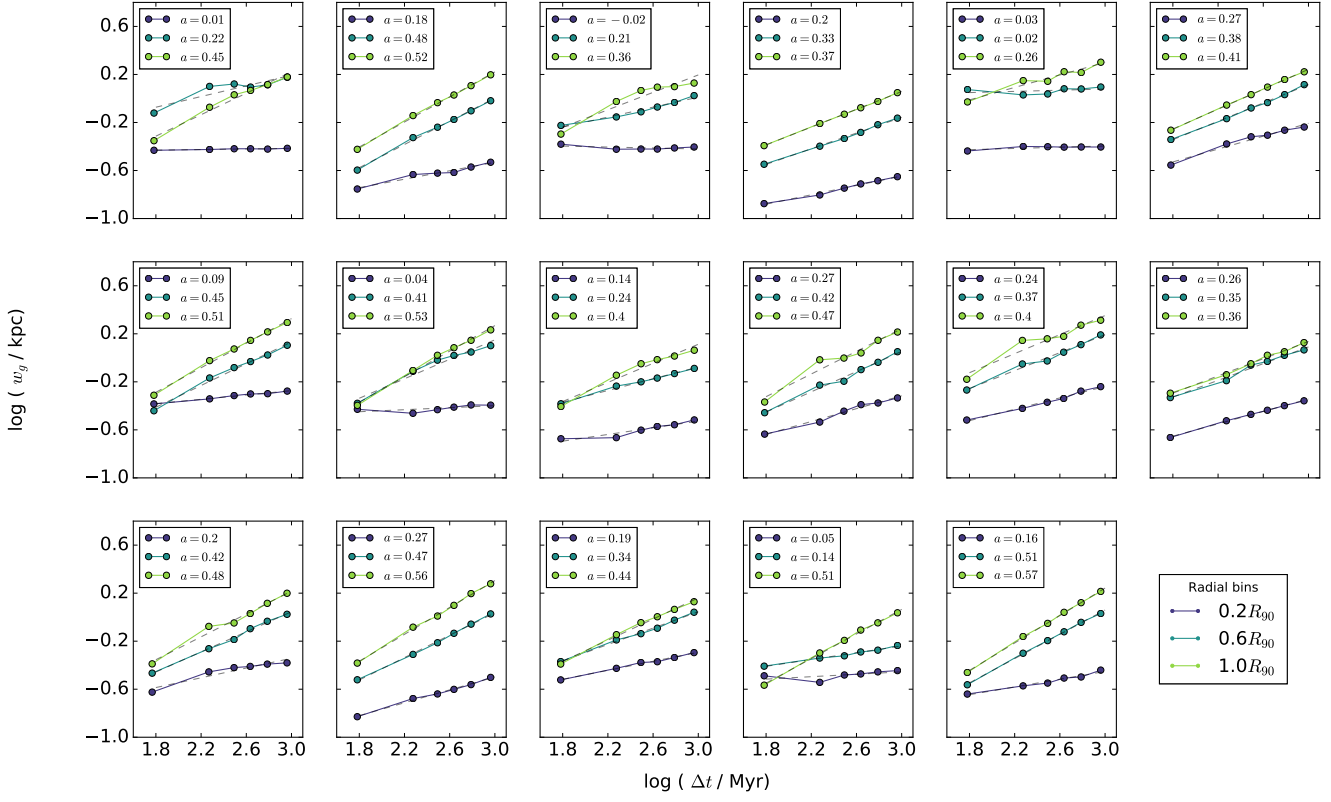 0.6
0.2
−0.2
−0.6
−1.0
a = 0.01
a = 0.22
a = 0.45
a = 0.18
a = 0.48
a = 0.52
a = −0.02
a = 0.21
a = 0.36
a = 0.2
a = 0.33
a = 0.37
a = 0.03
a = 0.02
a = 0.26
a = 0.27
a = 0.38
a = 0.41
log ( w_g / kpc)
0.6
0.2
−0.2
−0.6
−1.0
a = 0.09
a = 0.45
a = 0.51
a = 0.04
a = 0.41
a = 0.53
a = 0.14
a = 0.24
a = 0.4
a = 0.27
a = 0.42
a = 0.47
a = 0.24
a = 0.37
a = 0.4
a = 0.26
a = 0.35
a = 0.36
0.6
0.2
−0.2
−0.6
−1.0
a = 0.2
a = 0.42
a = 0.48
a = 0.27
a = 0.47
a = 0.56
a = 0.19
a = 0.34
a = 0.44
a = 0.05
a = 0.14
a = 0.51
a = 0.16
a = 0.51
a = 0.57
Radial bins
0.2R₉₀
0.6R₉₀
1.0R₉₀
1.8 2.2 2.6 3.0
1.8 2.2 2.6 3.0
1.8 2.2 2.6 3.0
1.8 2.2 2.6 3.0
1.8 2.2 2.6 3.0
log ( Δt / Myr)